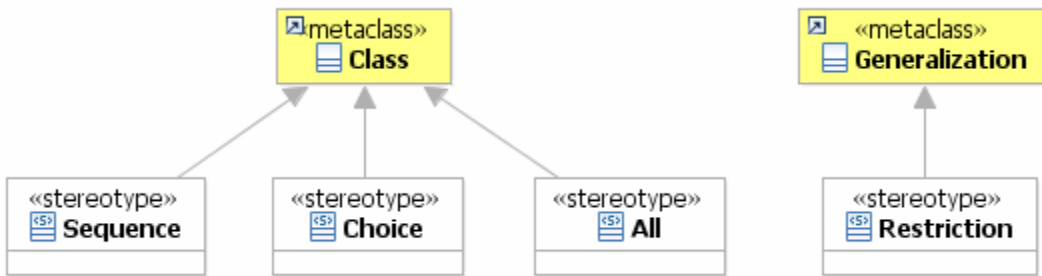 «metaclass»
Class
«metaclass»
Generalization
«stereotype»
Sequence
«stereotype»
Choice
«stereotype»
All
«stereotype»
Restriction